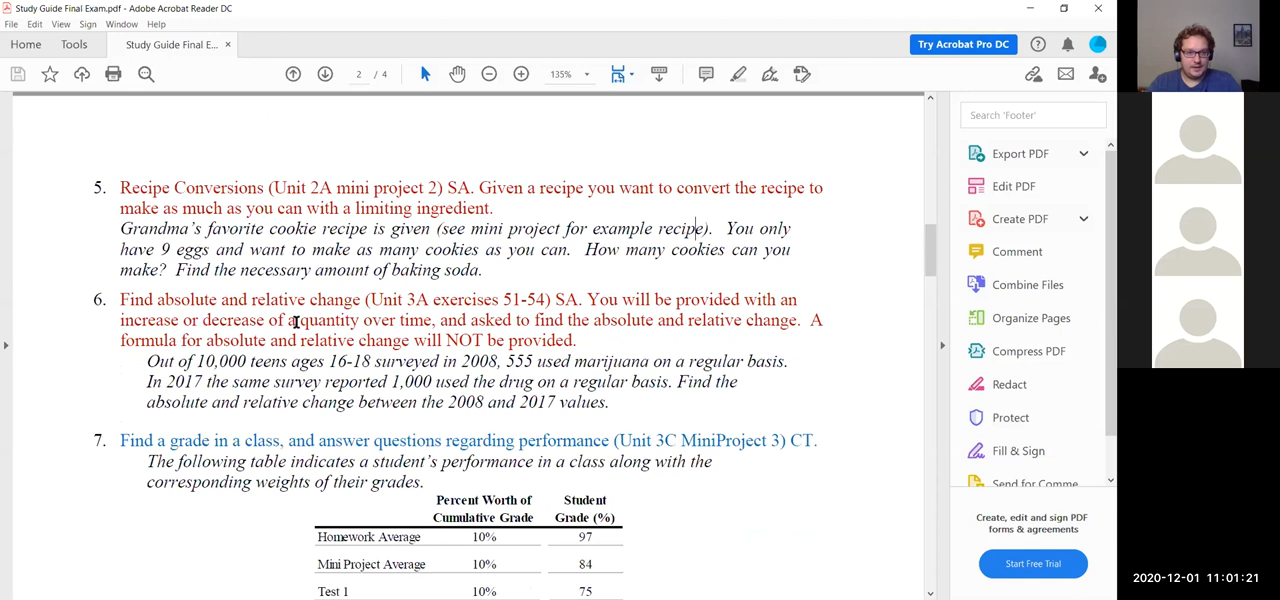 Study Guide Final Exam.pdf - Adobe Acrobat Reader DC
File Edit View Sign Window Help
Home Tools Study Guide Final E... × Try Acrobat Pro DC
2 / 4 135%
Search 'Footer'
5. Recipe Conversions (Unit 2A mini project 2) SA. Given a recipe you want to convert the recipe to
make as much as you can with a limiting ingredient.
Grandma's favorite cookie recipe is given (see mini project for example recipe). You only
have 9 eggs and want to make as many cookies as you can. How many cookies can you
make? Find the necessary amount of baking soda.
6. Find absolute and relative change (Unit 3A exercises 51-54) SA. You will be provided with an
increase or decrease of a quantity over time, and asked to find the absolute and relative change. A
formula for absolute and relative change will NOT be provided.
Out of 10,000 teens ages 16-18 surveyed in 2008, 555 used marijuana on a regular basis.
In 2017 the same survey reported 1,000 used the drug on a regular basis. Find the
absolute and relative change between the 2008 and 2017 values.
7. Find a grade in a class, and answer questions regarding performance (Unit 3C MiniProject 3) CT.
The following table indicates a student's performance in a class along with the
corresponding weights of their grades.
Percent Worth of Student
Cumulative Grade Grade (%)
Homework Average 10% 97
Mini Project Average 10% 84
Test 1 10% 75
Export PDF
Edit PDF
Create PDF
Comment
Combine Files
Organize Pages
Compress PDF
Redact
Protect
Fill & Sign
Send for Comme
Create, edit and sign PDF
forms & agreements
Start Free Trial
2020-12-01 11:01:21